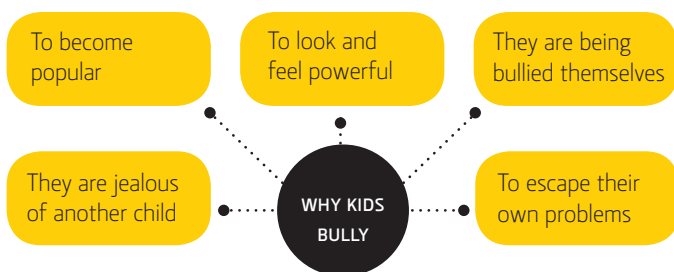 To become
popular
To look and
feel powerful
They are being
bullied themselves
They are jealous
of another child
WHY KIDS
BULLY
To escape their
own problems